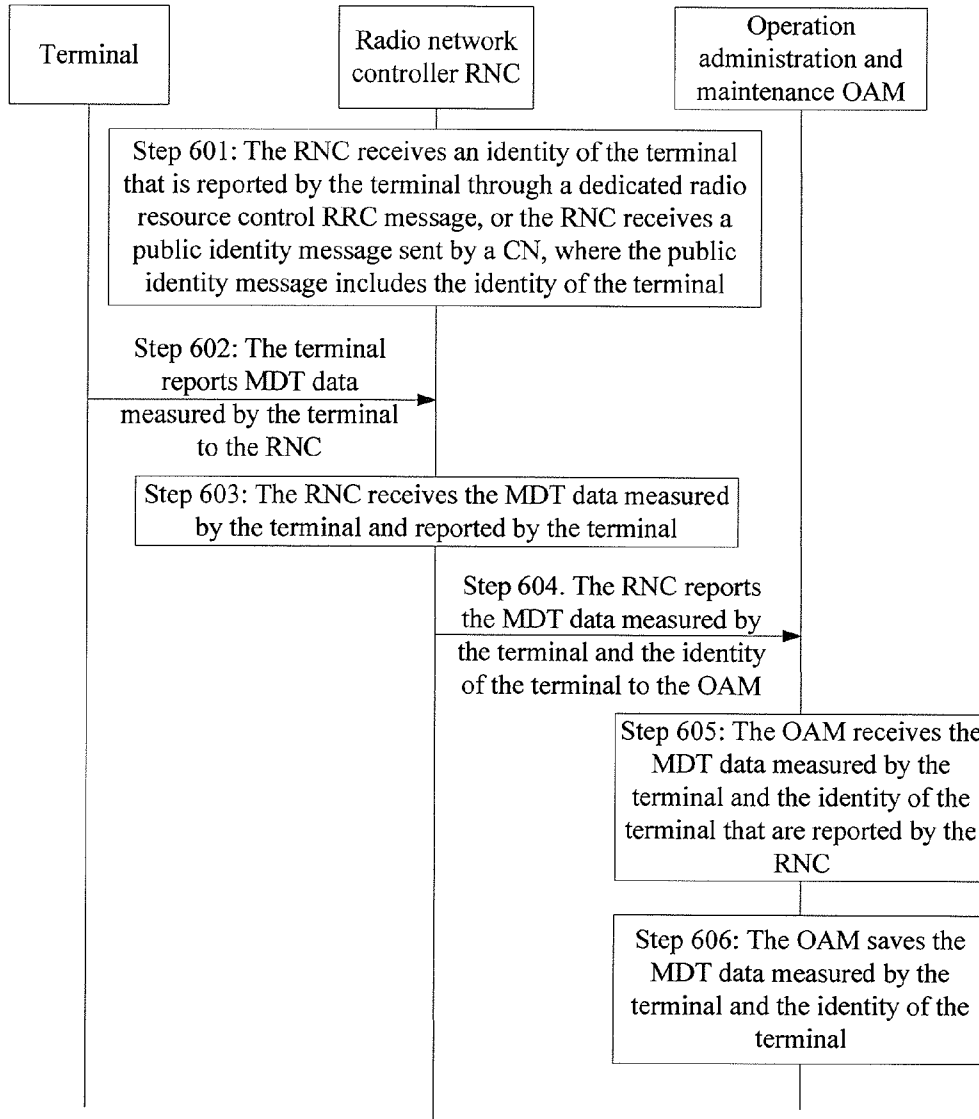 Terminal
Radio network
controller RNC
Operation
administration and
maintenance OAM
Step 601: The RNC receives an identity of the terminal
that is reported by the terminal through a dedicated radio
resource control RRC message, or the RNC receives a
public identity message sent by a CN, where the public
identity message includes the identity of the terminal
Step 602: The terminal
reports MDT data
measured by the terminal
to the RNC
Step 603: The RNC receives the MDT data measured
by the terminal and reported by the terminal
Step 604. The RNC reports
the MDT data measured by
the terminal and the identity
of the terminal to the OAM
Step 605: The OAM receives the
MDT data measured by the
terminal and the identity of the
terminal that are reported by the
RNC
Step 606: The OAM saves the
MDT data measured by the
terminal and the identity of the
terminal